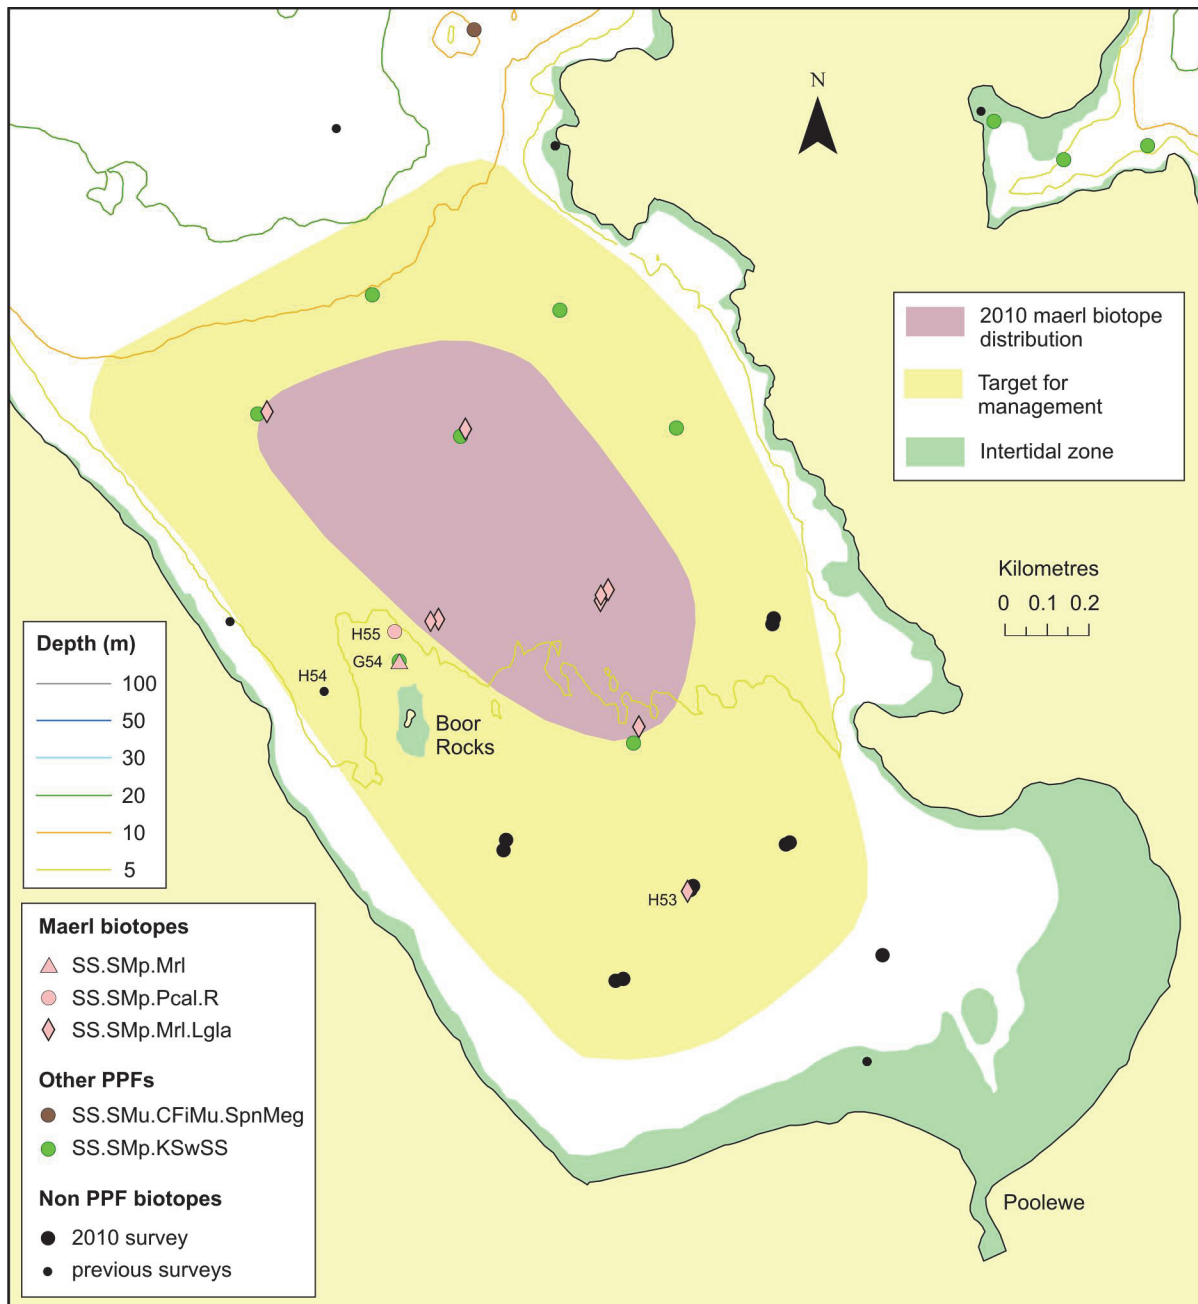 N
2010 maerl biotope
distribution
Target for
management
Intertidal zone
Kilometres
0 0.1 0.2
H55
G54
H54
Boor
Rocks
H53
Poolewe
Depth (m)
100
50
30
20
10
5
Maerl biotopes
SS.SMp.Mrl
SS.SMp.Pcal.R
SS.SMp.Mrl.Lgla
Other PPFs
SS.SMu.CFiMu.SpnMeg
SS.SMp.KSwSS
Non PPF biotopes
2010 survey
previous surveys